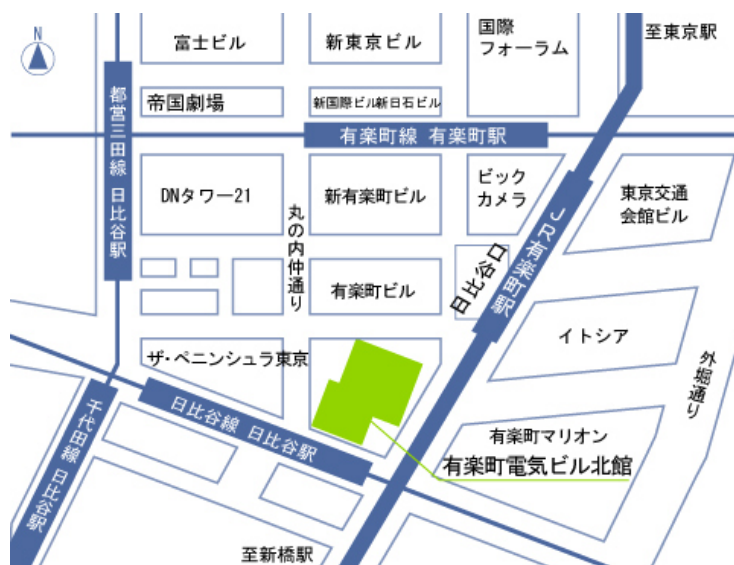 N
富士ビル
新東京ビル
国際
フォーラム
至東京駅
帝国劇場
新国際ビル新日石ビル
有楽町線 有楽町駅
都営三田線 日比谷駅
DNタワー21
丸の内仲通り
新有楽町ビル
ビック
カメラ
JR有楽町駅
東京交通
会館ビル
日比谷口
有楽町ビル
イトシア
外堀通り
ザ・ペニンシュラ東京
日比谷線 日比谷駅
千代田線 日比谷駅
有楽町マリオン
有楽町電気ビル北館
至新橋駅